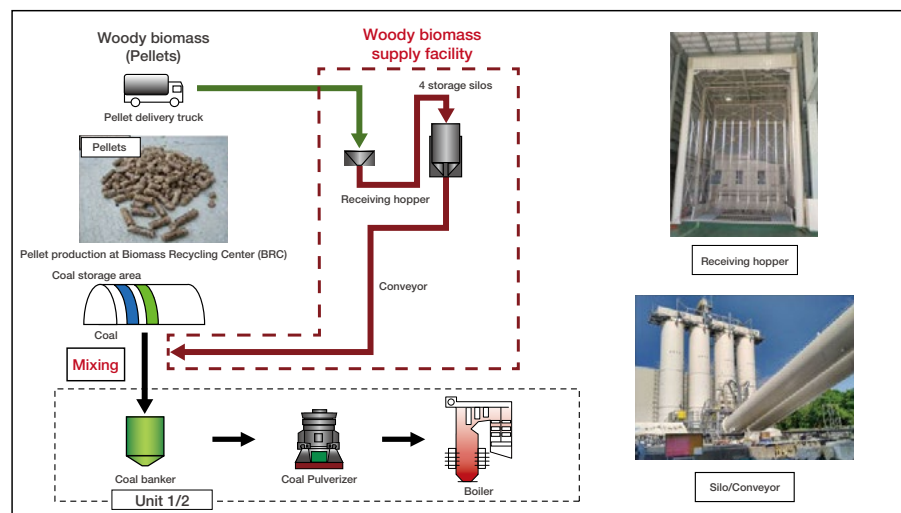 Woody biomass
(Pellets)
Pellet delivery truck
Woody biomass
supply facility
4 storage silos
Receiving hopper
Pellets
Pellet production at Biomass Recycling Center (BRC)
Coal storage area
Coal
Conveyor
Mixing
Coal banker
Coal Pulverizer
Boiler
Unit 1/2
Receiving hopper
Silo/Conveyor